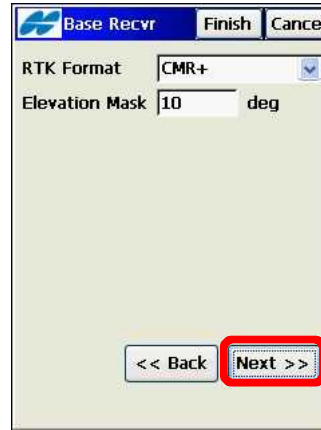 Base Recvr Finish Cance
RTK Format CMR+
Elevation Mask 10 deg
<< Back Next >>